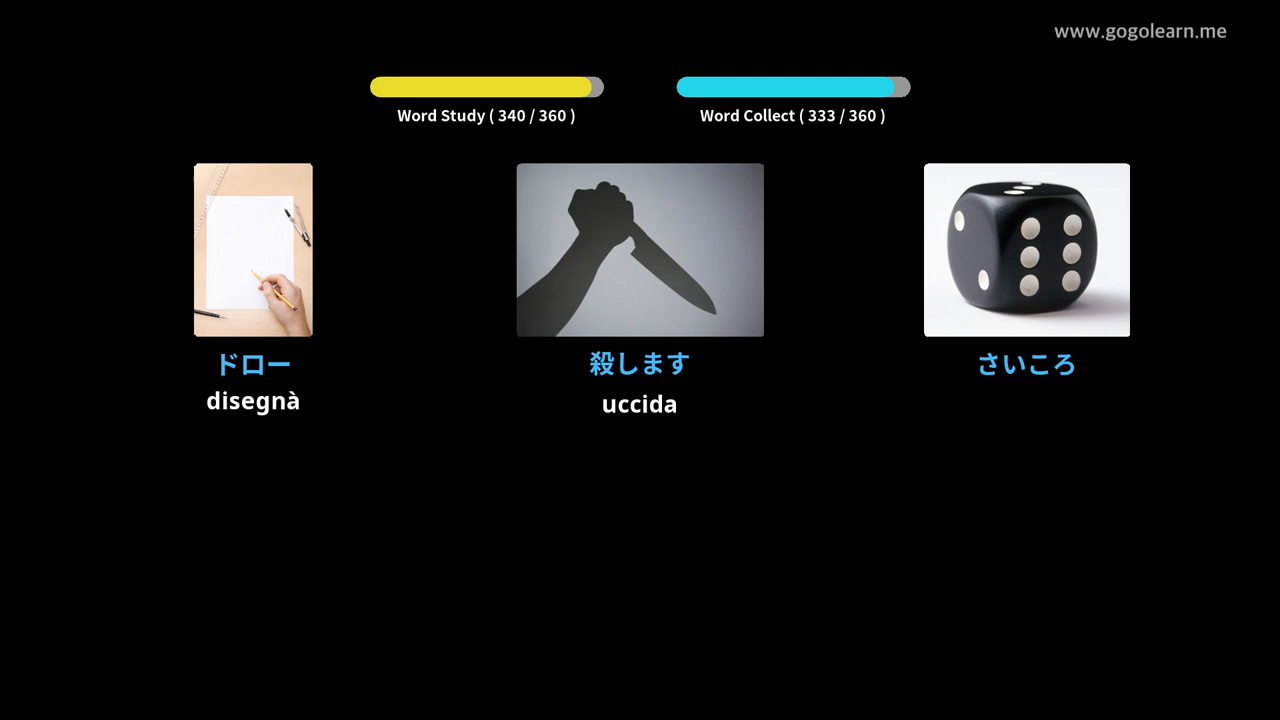 www.gogolearn.me
Word Study ( 340 / 360 )
Word Collect ( 333 / 360 )
ドロー
disegnà
殺します
uccida
さいころ